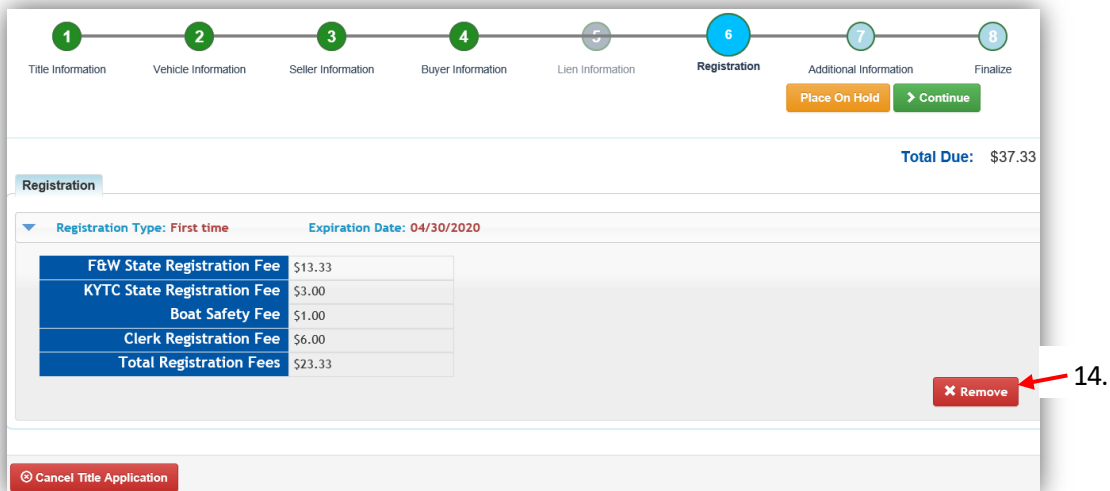 1 2 3 4 5 6 7 8
Title Information Vehicle Information Seller Information Buyer Information Lien Information Registration Additional Information Finalize
Place On Hold Continue
Total Due: $37.33
Registration
Registration Type: First time Expiration Date: 04/30/2020
F&W State Registration Fee $13.33
KYTC State Registration Fee $3.00
Boat Safety Fee $1.00
Clerk Registration Fee $6.00
Total Registration Fees $23.33
Remove 14.
Cancel Title Application